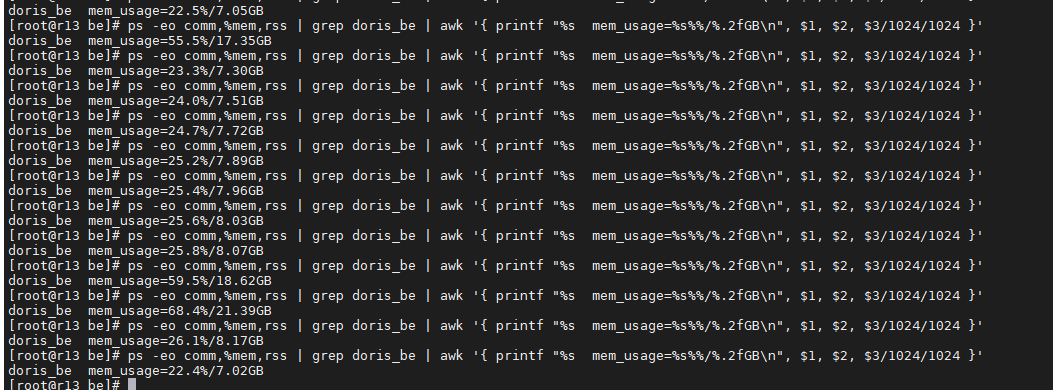 doris_be  mem_usage=22.5%/7.05GB
[root@r13 be]# ps -eo comm,%mem,rss | grep doris_be | awk '{ printf "%s  mem_usage=%s%%/%.2fGB\n", $1, $2, $3/1024/1024 }'
doris_be  mem_usage=55.5%/17.35GB
[root@r13 be]# ps -eo comm,%mem,rss | grep doris_be | awk '{ printf "%s  mem_usage=%s%%/%.2fGB\n", $1, $2, $3/1024/1024 }'
doris_be  mem_usage=23.3%/7.30GB
[root@r13 be]# ps -eo comm,%mem,rss | grep doris_be | awk '{ printf "%s  mem_usage=%s%%/%.2fGB\n", $1, $2, $3/1024/1024 }'
doris_be  mem_usage=24.0%/7.51GB
[root@r13 be]# ps -eo comm,%mem,rss | grep doris_be | awk '{ printf "%s  mem_usage=%s%%/%.2fGB\n", $1, $2, $3/1024/1024 }'
doris_be  mem_usage=24.7%/7.72GB
[root@r13 be]# ps -eo comm,%mem,rss | grep doris_be | awk '{ printf "%s  mem_usage=%s%%/%.2fGB\n", $1, $2, $3/1024/1024 }'
doris_be  mem_usage=25.2%/7.89GB
[root@r13 be]# ps -eo comm,%mem,rss | grep doris_be | awk '{ printf "%s  mem_usage=%s%%/%.2fGB\n", $1, $2, $3/1024/1024 }'
doris_be  mem_usage=25.4%/7.96GB
[root@r13 be]# ps -eo comm,%mem,rss | grep doris_be | awk '{ printf "%s  mem_usage=%s%%/%.2fGB\n", $1, $2, $3/1024/1024 }'
doris_be  mem_usage=25.6%/8.03GB
[root@r13 be]# ps -eo comm,%mem,rss | grep doris_be | awk '{ printf "%s  mem_usage=%s%%/%.2fGB\n", $1, $2, $3/1024/1024 }'
doris_be  mem_usage=25.8%/8.07GB
[root@r13 be]# ps -eo comm,%mem,rss | grep doris_be | awk '{ printf "%s  mem_usage=%s%%/%.2fGB\n", $1, $2, $3/1024/1024 }'
doris_be  mem_usage=59.5%/18.62GB
[root@r13 be]# ps -eo comm,%mem,rss | grep doris_be | awk '{ printf "%s  mem_usage=%s%%/%.2fGB\n", $1, $2, $3/1024/1024 }'
doris_be  mem_usage=68.4%/21.39GB
[root@r13 be]# ps -eo comm,%mem,rss | grep doris_be | awk '{ printf "%s  mem_usage=%s%%/%.2fGB\n", $1, $2, $3/1024/1024 }'
doris_be  mem_usage=26.1%/8.17GB
[root@r13 be]# ps -eo comm,%mem,rss | grep doris_be | awk '{ printf "%s  mem_usage=%s%%/%.2fGB\n", $1, $2, $3/1024/1024 }'
doris_be  mem_usage=22.4%/7.02GB
[root@r13 be]#